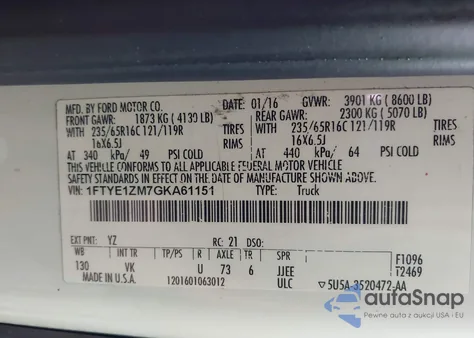 MFD. BY FORD MOTOR CO. DATE: 01/16 GVWR: 3901 KG (8600 LB)
FRONT GAWR: 1873 KG (4130 LB) REAR GAWR: 2300 KG (5070 LB)
WITH 235/65R16C 121/119R TIRES WITH 235/65R16C 121/119R TIRES
16X6.5J RIMS 16X6.5J RIMS
AT 340 kPa/ 49 PSI COLD AT 440 kPa/ 64 PSI COLD
THIS VEHICLE CONFORMS TO ALL APPLICABLE FEDERAL MOTOR VEHICLE
SAFETY STANDARDS IN EFFECT ON THE DATE OF MANUFACTURE SHOWN ABOVE.
VIN: 1FTYE1ZM7GKA61151 TYPE: Truck
EXT PNT: YZ RC: 21 DSO:
WB INT TR TP/PS R AXLE TR SPR F1096
130 VK U 73 6 JJEE T2469
MADE IN U.S.A. 1201601063012 ULC 5U5A-3520472-AA
autoSnap
Pewne auta z USA i EU